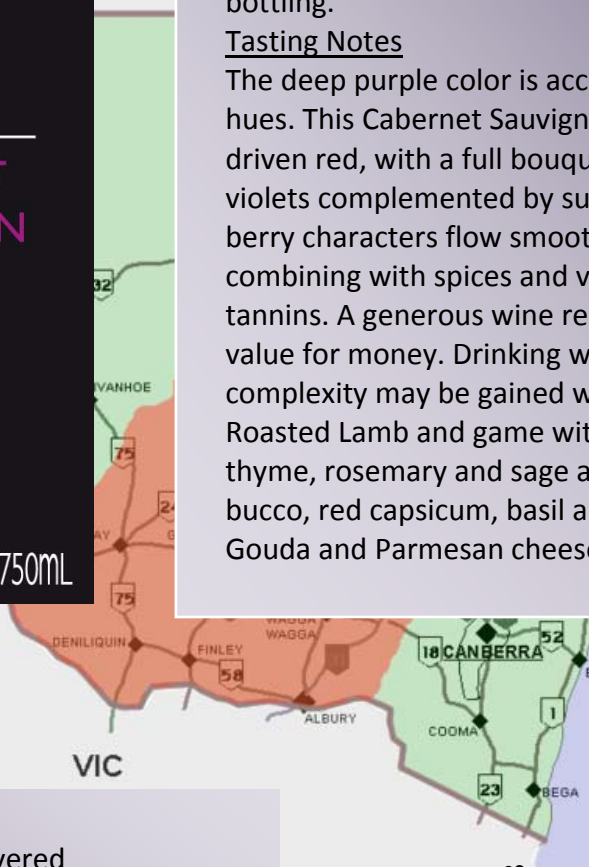 bottling.
Tasting Notes
The deep purple color is acc
hues. This Cabernet Sauvign
driven red, with a full bouqu
violets complemented by su
berry characters flow smoot
combining with spices and v
tannins. A generous wine re
value for money. Drinking w
complexity may be gained w
Roasted Lamb and game wit
thyme, rosemary and sage a
bucco, red capsicum, basil a
Gouda and Parmesan cheese
N
750mL
32
IVANHOE
75
24
AY
75
DENILIQUIN
FINLEY
58
WAGGA
WAGGA
ALBURY
18
CANBERRA
52
COOMA
1
23
BEGA
VIC
vered